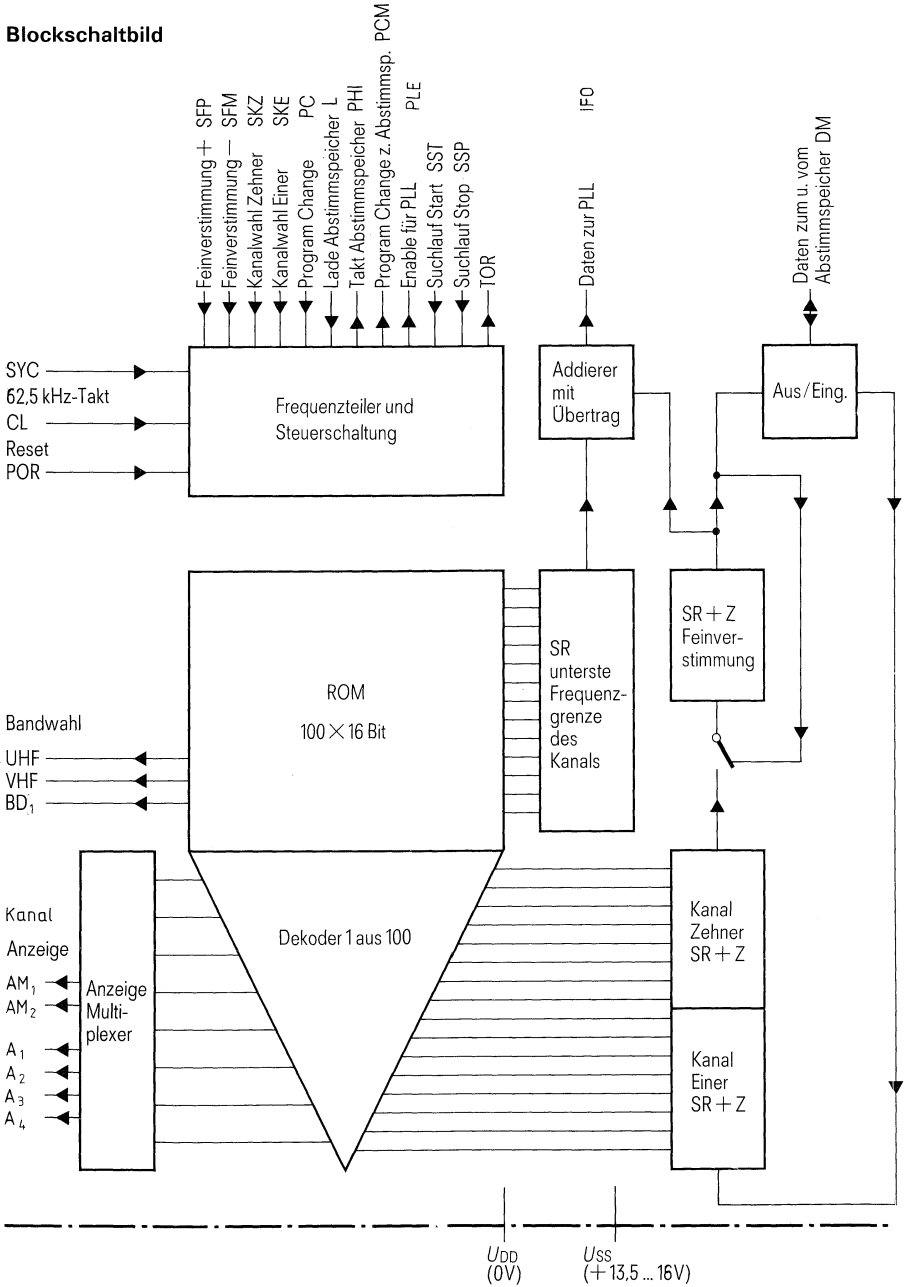 Blockschaltbild
Feinverstimmung + SFP
Feinverstimmung — SFM
Kanalwahl Zehner SKZ
Kanalwahl Einer SKE
Program Change PC
Lade Abstimmspeicher L
Takt Abstimmspeicher PHI
Program Change z. Abstimmsp. PCM
Enable für PLL PLE
Suchlauf Start SST
Suchlauf Stop SSP
TOR
Daten zur PLL IFO
Daten zum u. vom
Abstimmspeicher DM
SYC
62,5 kHz-Takt
CL
Reset
POR
Frequenzteiler und
Steuerschaltung
Addierer
mit
Übertrag
Aus/Eing.
ROM
100 × 16 Bit
SR
unterste
Frequenz-
grenze
des
Kanals
SR + Z
Feinver-
stimmung
Bandwahl
UHF
VHF
BD1
Kanal
Anzeige
AM1
AM2
A1
A2
A3
A4
Anzeige
Multi-
plexer
Dekoder 1 aus 100
Kanal
Zehner
SR + Z
Kanal
Einer
SR + Z
UDD
(0V)
USS
(+ 13,5 ... 16V)